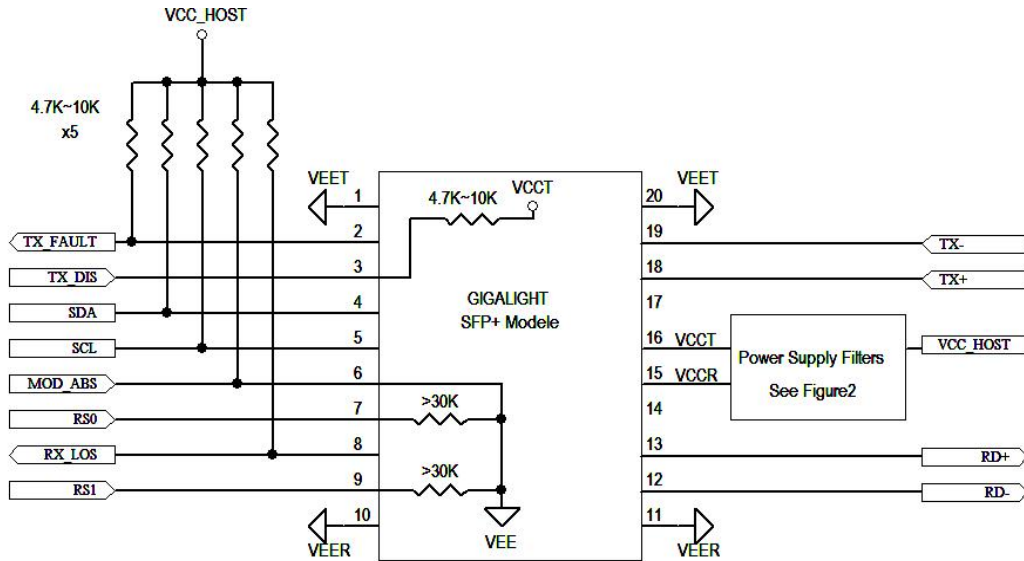 VCC_HOST
4.7K~10K
x5
VEET
1
2
3
4
5
6
7
8
9
10
VEER
TX_FAULT
TX_DIS
SDA
SCL
MOD_ABS
RS0
RX_LOS
RS1
4.7K~10K
VCCT
GIGALIGHT
SFP+ Modele
>30K
>30K
VEE
VEET
20
19
18
17
16
15
14
13
12
11
VEER
VCCT
VCCR
Power Supply Filters
See Figure2
TX-
TX+
VCC_HOST
RD+
RD-